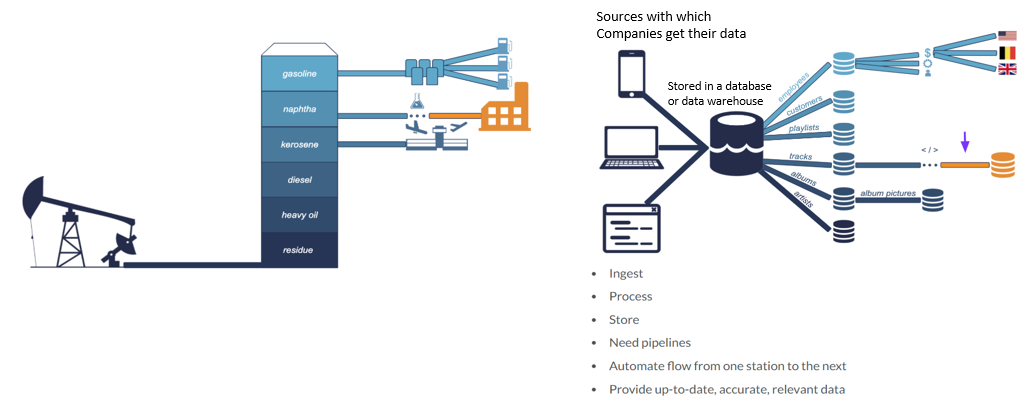 gasoline
naphtha
kerosene
diesel
heavy oil
residue
Sources with which
Companies get their data
Stored in a database
or data warehouse
employees
customers
playlists
tracks
albums
artists
$
</>
album pictures
• Ingest
• Process
• Store
• Need pipelines
• Automate flow from one station to the next
• Provide up-to-date, accurate, relevant data